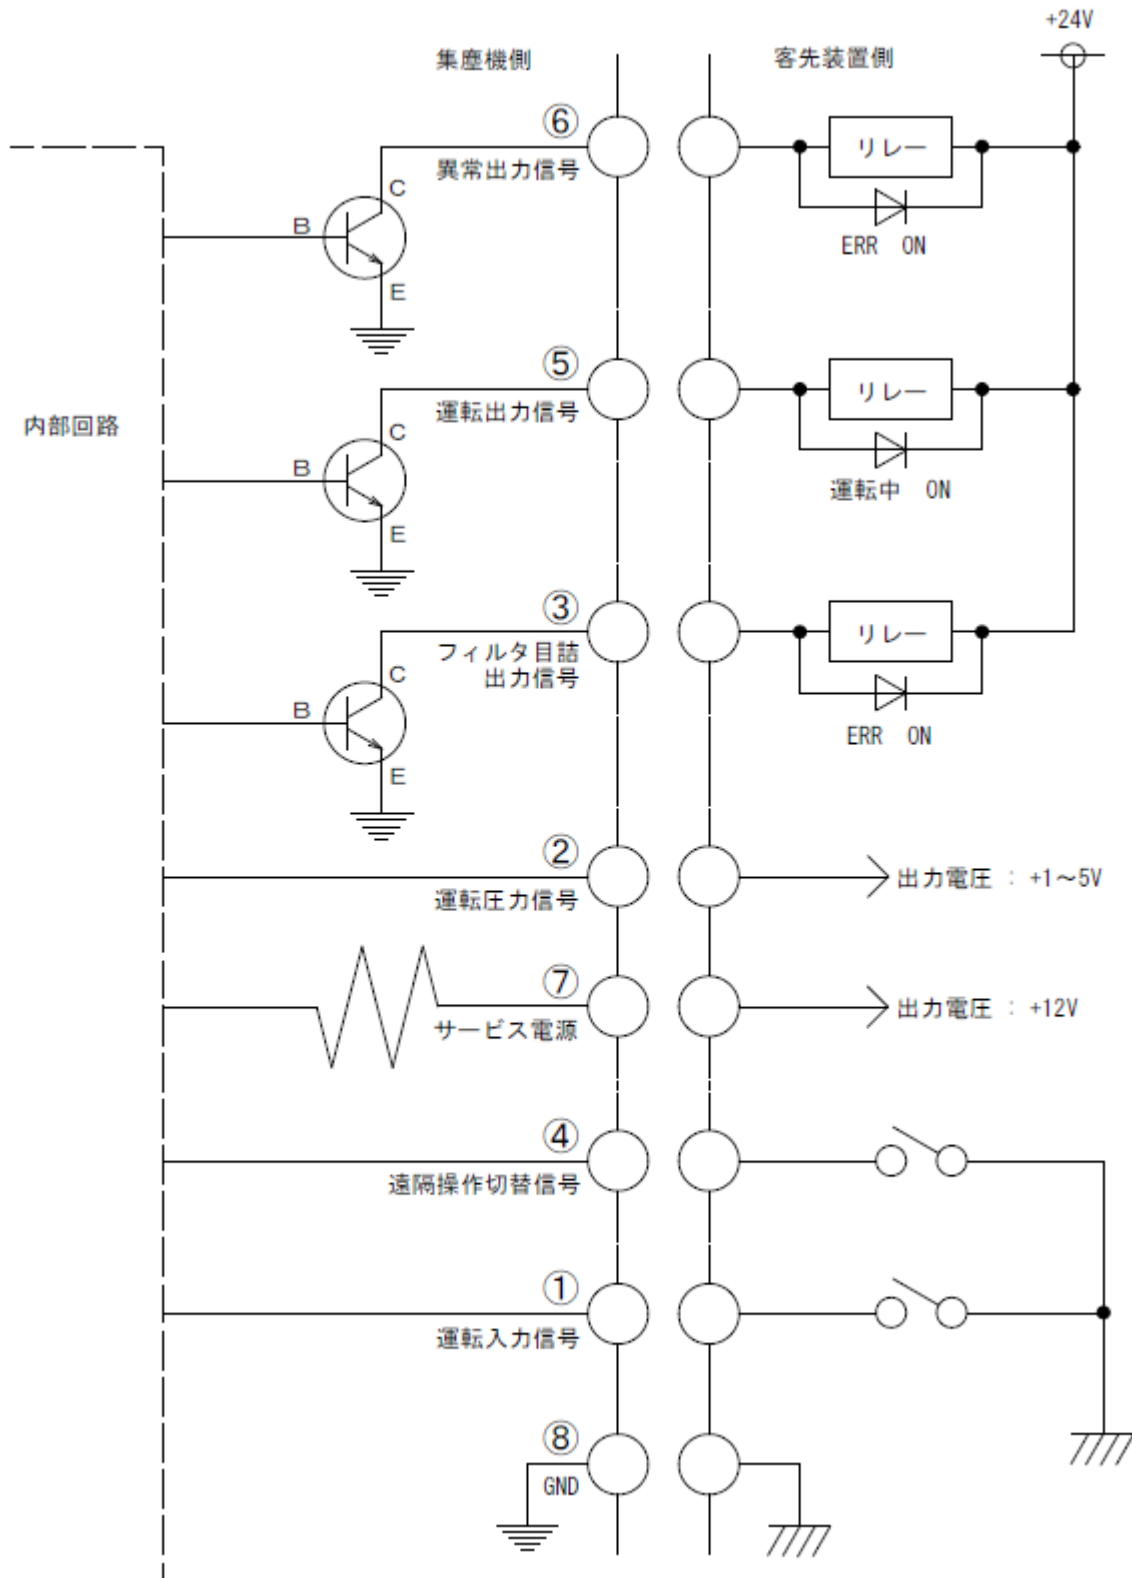 +24V
集塵機側
客先装置側
⑥
異常出力信号
C
B
E
リレー
ERR ON
内部回路
⑤
運転出力信号
C
B
E
リレー
運転中 ON
③
フィルタ目詰
出力信号
C
B
E
リレー
ERR ON
②
運転圧力信号
出力電圧 : +1～5V
⑦
サービス電源
出力電圧 : +12V
④
遠隔操作切替信号
①
運転入力信号
⑧
GND